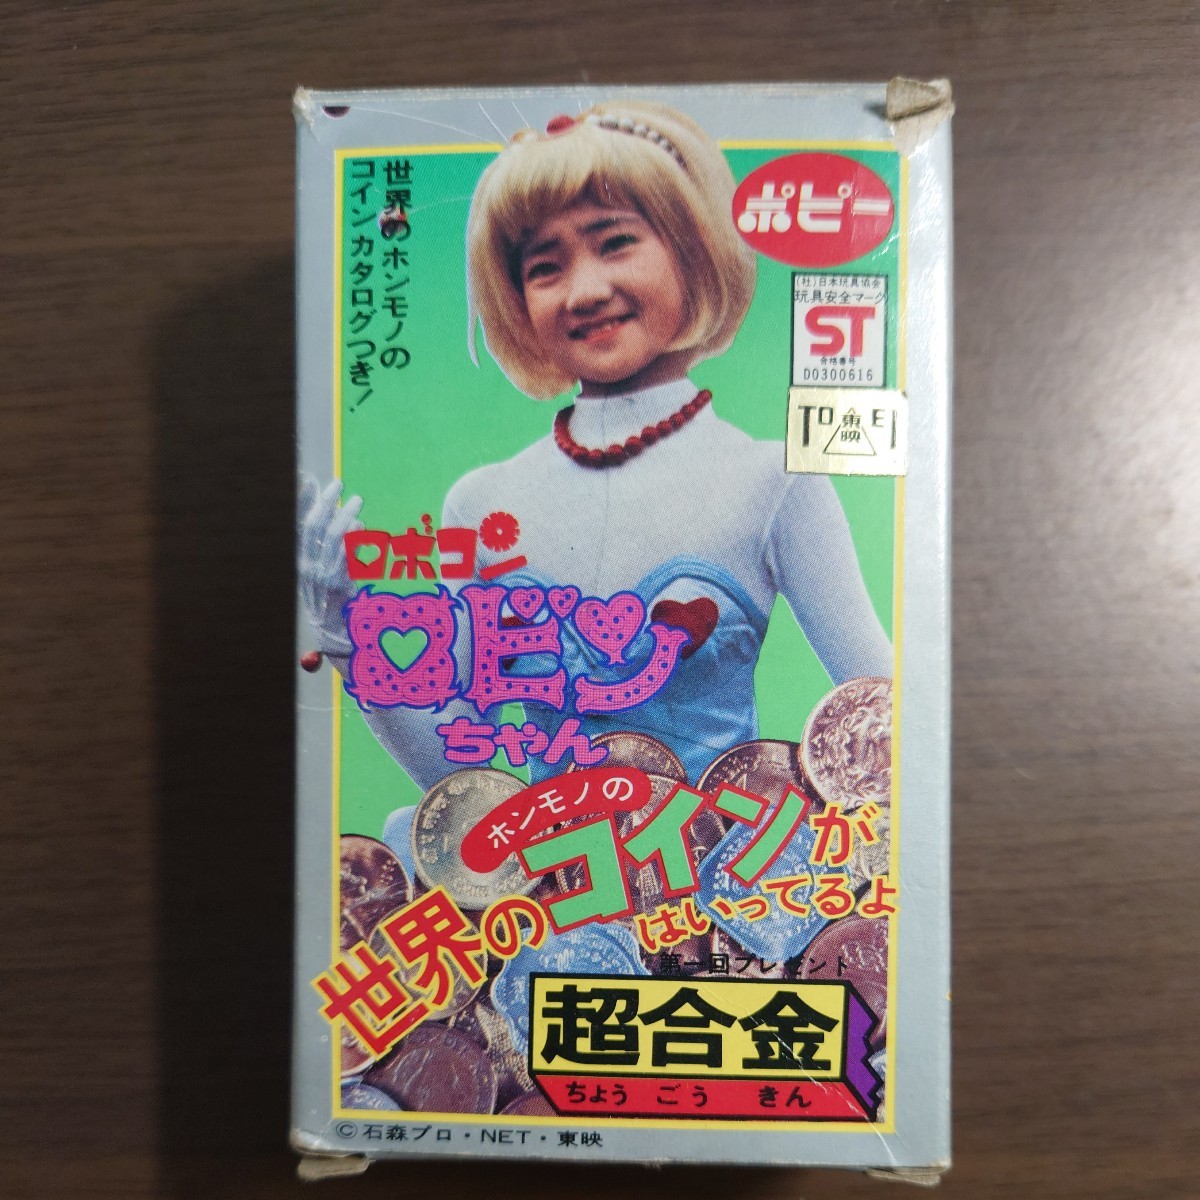 世界のホンモノの
コインカタログつき!
ポピー
(社)日本玩具協会
玩具安全マーク
ST
合格番号
D0300616
TOEI
東映
ロボコン
ロビン
ちゃん
ホンモノの
世界のコインが
はいってるよ
第一回プレゼント
超合金
ちょう ごう きん
©石森プロ・NET・東映